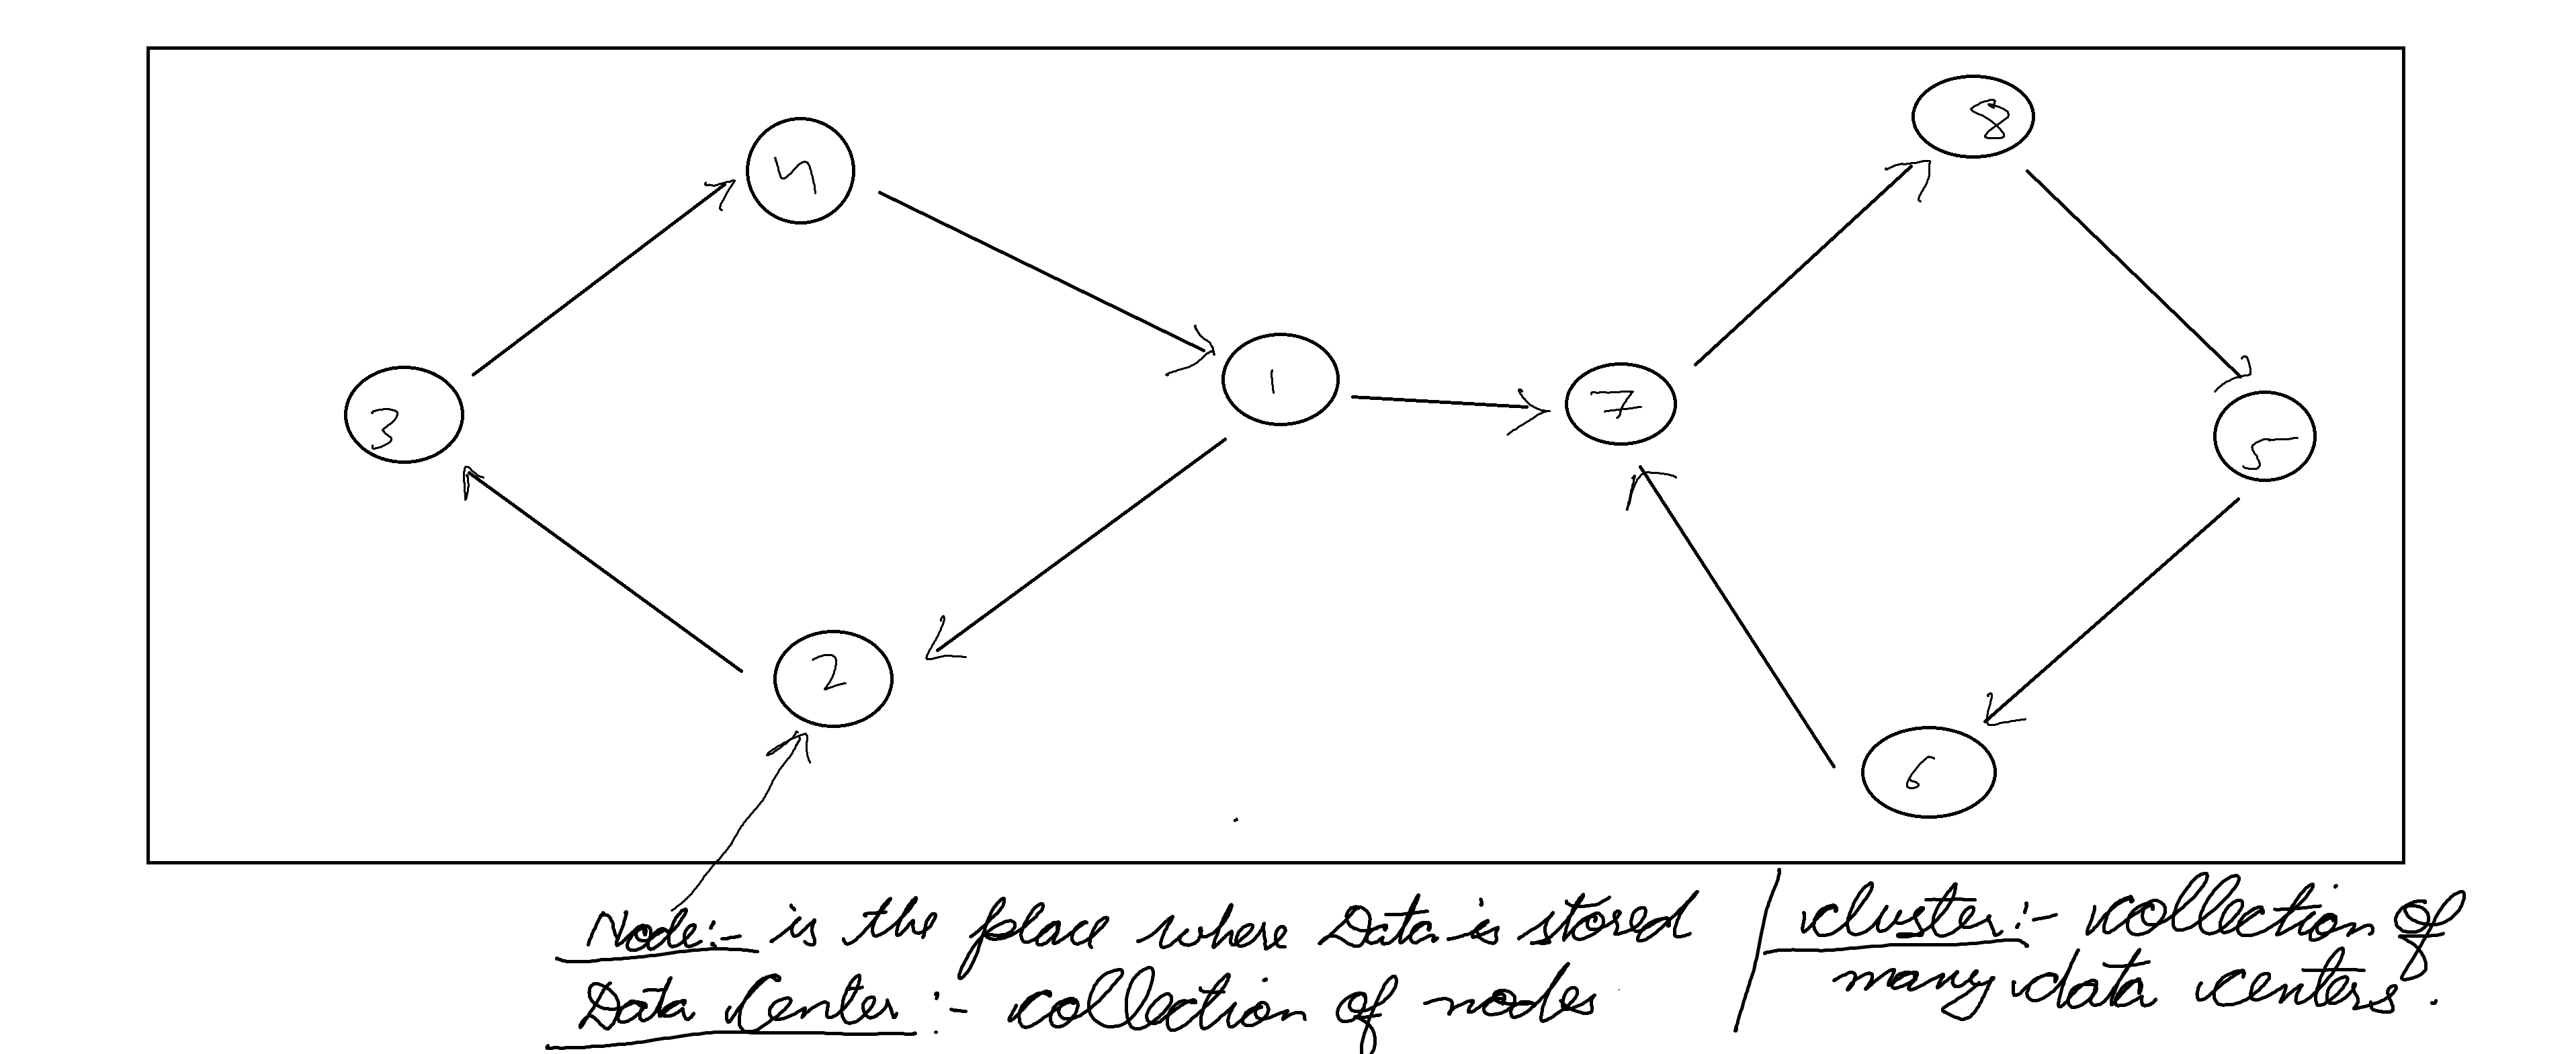 8
4
3
1
7
5
2
6
Node:- is the place where Data is stored
Data Center :- collection of nodes
cluster:- collection of
many data centers.